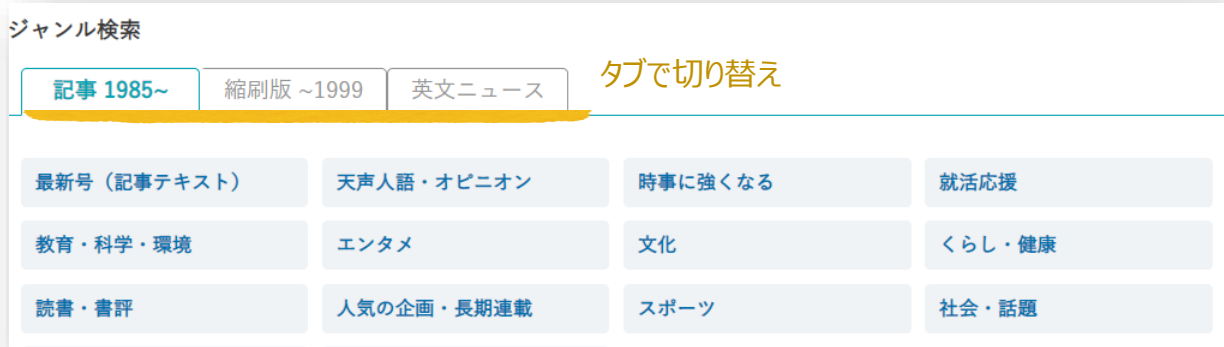 ジャンル検索
記事 1985~ 縮刷版 ~1999 英文ニュース タブで切り替え
最新号（記事テキスト） 天声人語・オピニオン 時事に強くなる 就活応援
教育・科学・環境 エンタメ 文化 くらし・健康
読書・書評 人気の企画・長期連載 スポーツ 社会・話題